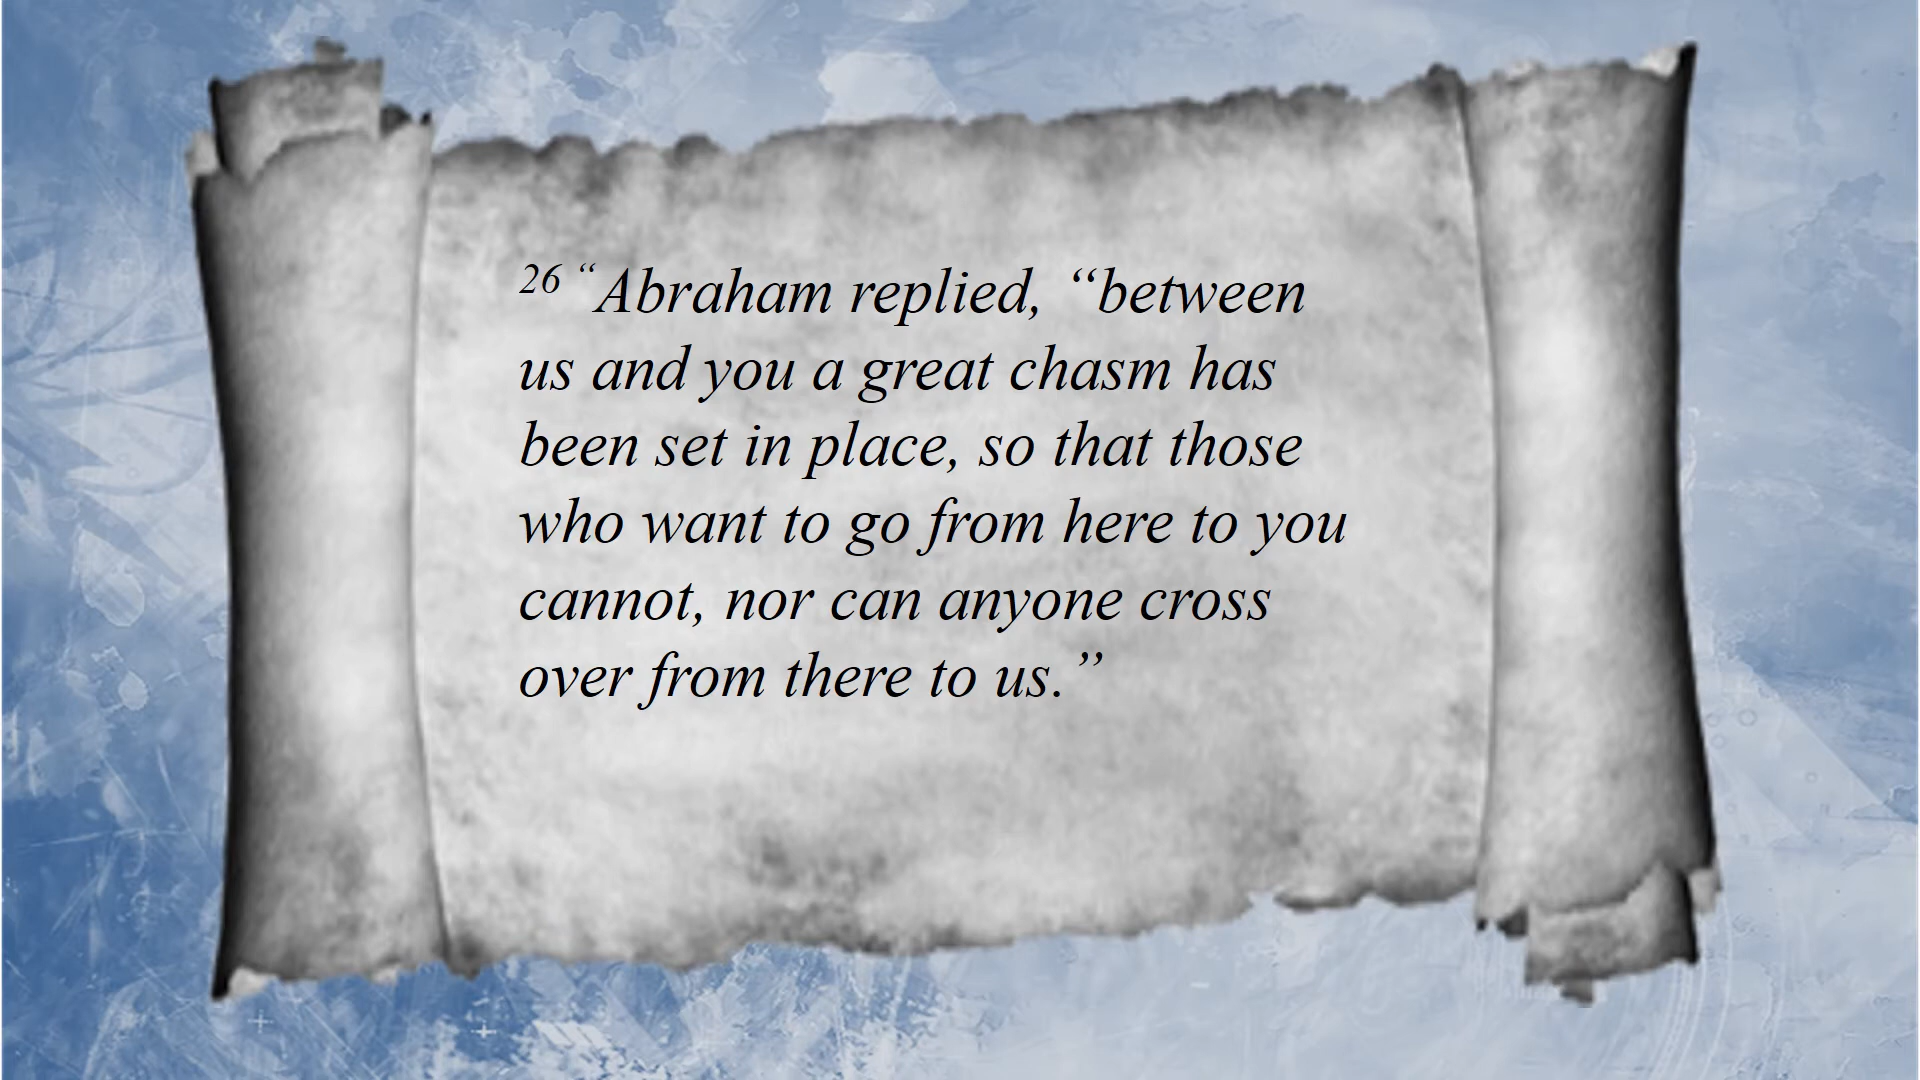 26 “Abraham replied, “between
us and you a great chasm has
been set in place, so that those
who want to go from here to you
cannot, nor can anyone cross
over from there to us.”